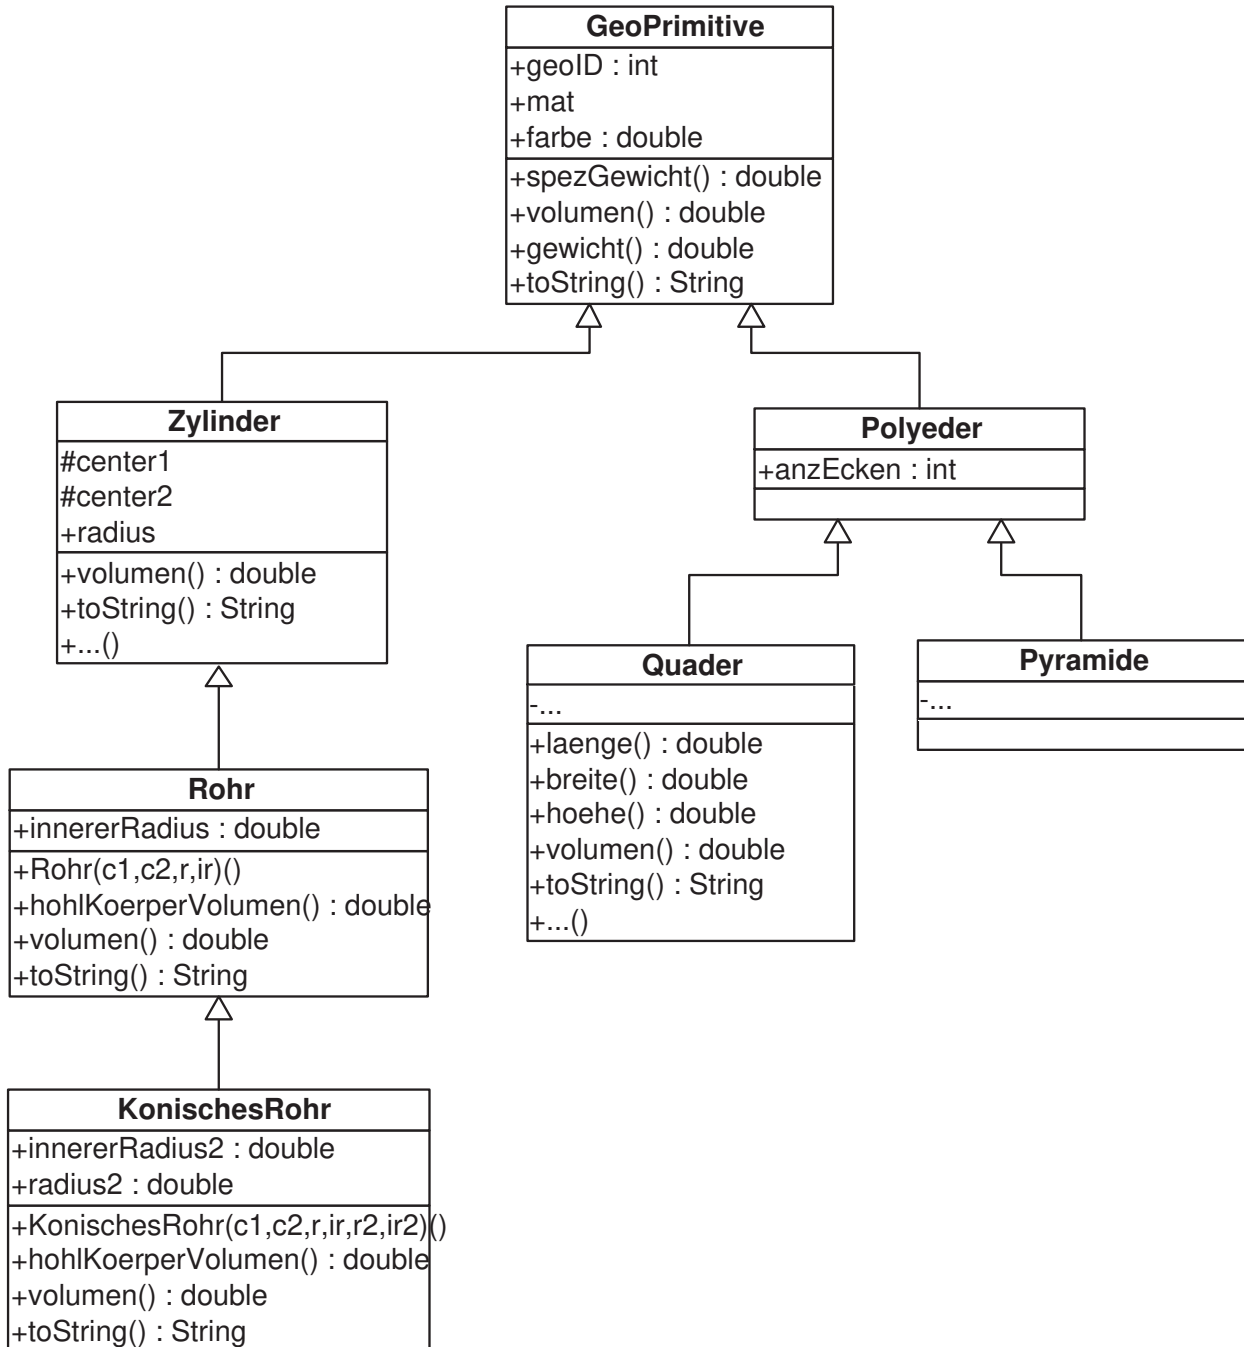 GeoPrimitive
+geoID : int
+mat
+farbe : double
+spezGewicht() : double
+volumen() : double
+gewicht() : double
+toString() : String
Zylinder
#center1
#center2
+radius
+volumen() : double
+toString() : String
+...()
Polyeder
+anzEcken : int
Rohr
+innererRadius : double
+Rohr(c1,c2,r,ir)()
+hohlKoerperVolumen() : double
+volumen() : double
+toString() : String
Quader
-...
+laenge() : double
+breite() : double
+hoehe() : double
+volumen() : double
+toString() : String
+...()
Pyramide
-...
KonischesRohr
+innererRadius2 : double
+radius2 : double
+KonischesRohr(c1,c2,r,ir,r2,ir2)()
+hohlKoerperVolumen() : double
+volumen() : double
+toString() : String